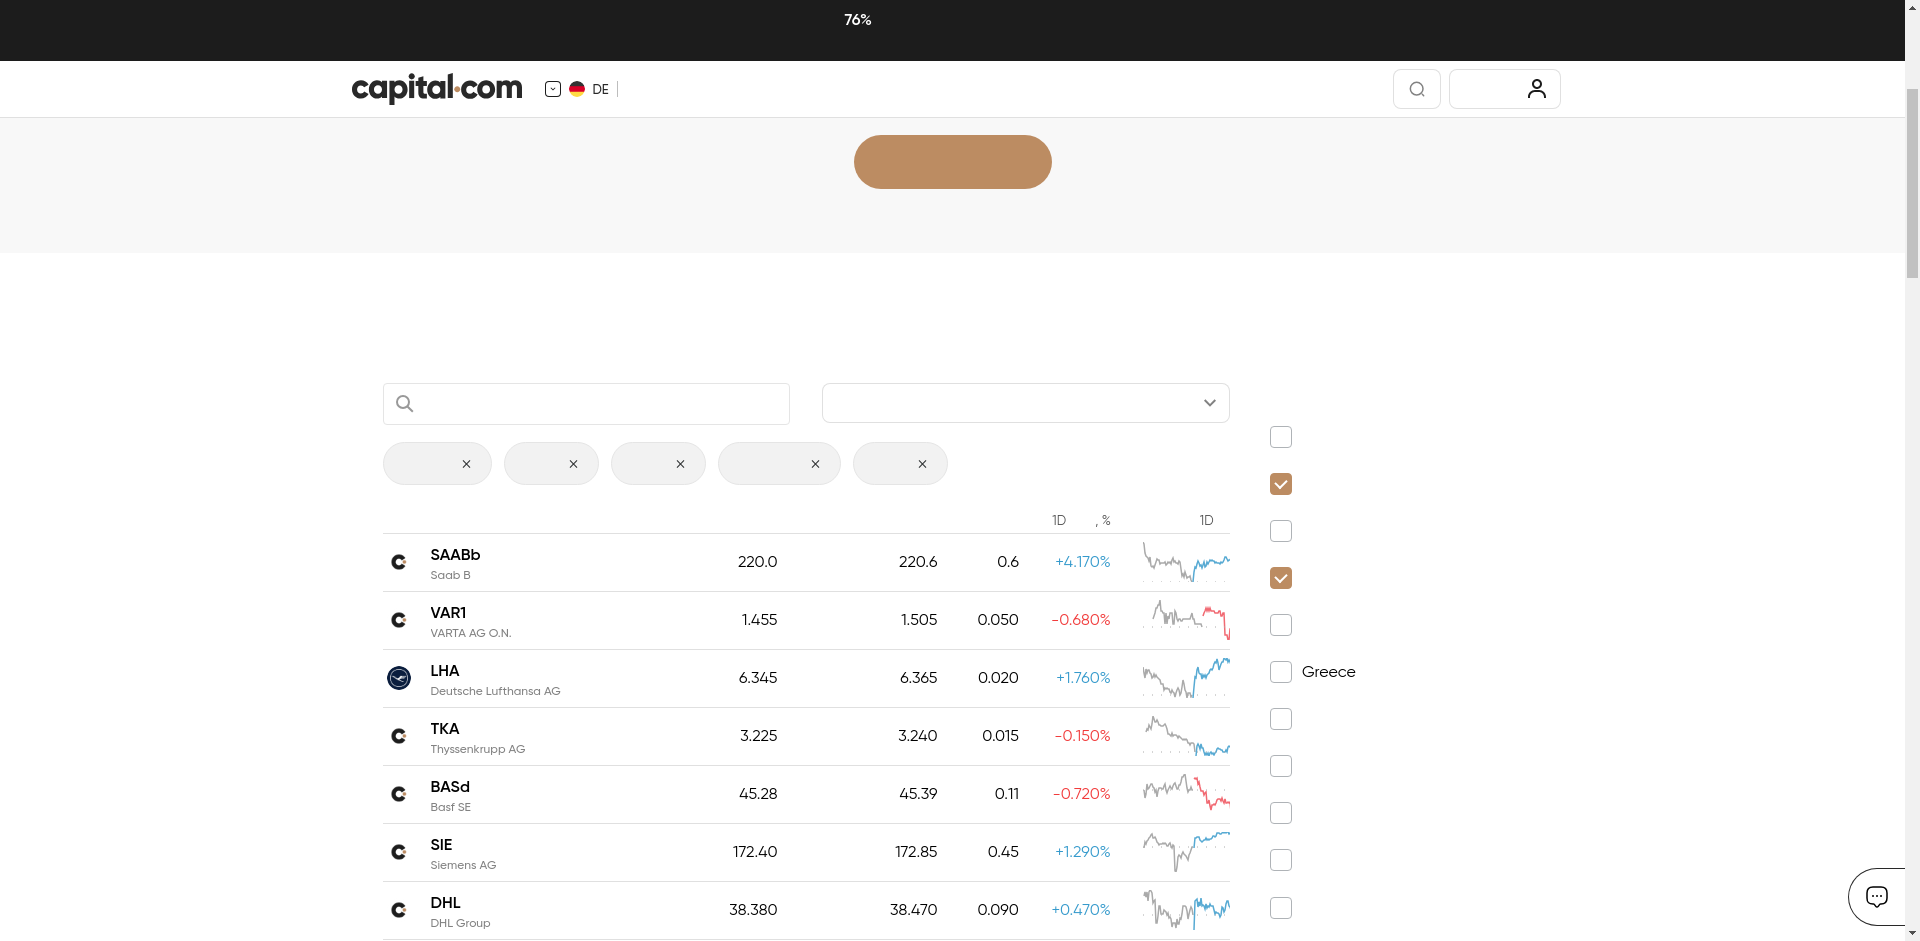 76%
capital.com
DE
1D , % 1D
SAABb 220.0 220.6 0.6 +4.170%
Saab B
VAR1 1.455 1.505 0.050 -0.680%
VARTA AG O.N.
LHA 6.345 6.365 0.020 +1.760%
Deutsche Lufthansa AG
Greece
TKA 3.225 3.240 0.015 -0.150%
Thyssenkrupp AG
BASd 45.28 45.39 0.11 -0.720%
Basf SE
SIE 172.40 172.85 0.45 +1.290%
Siemens AG
DHL 38.380 38.470 0.090 +0.470%
DHL Group